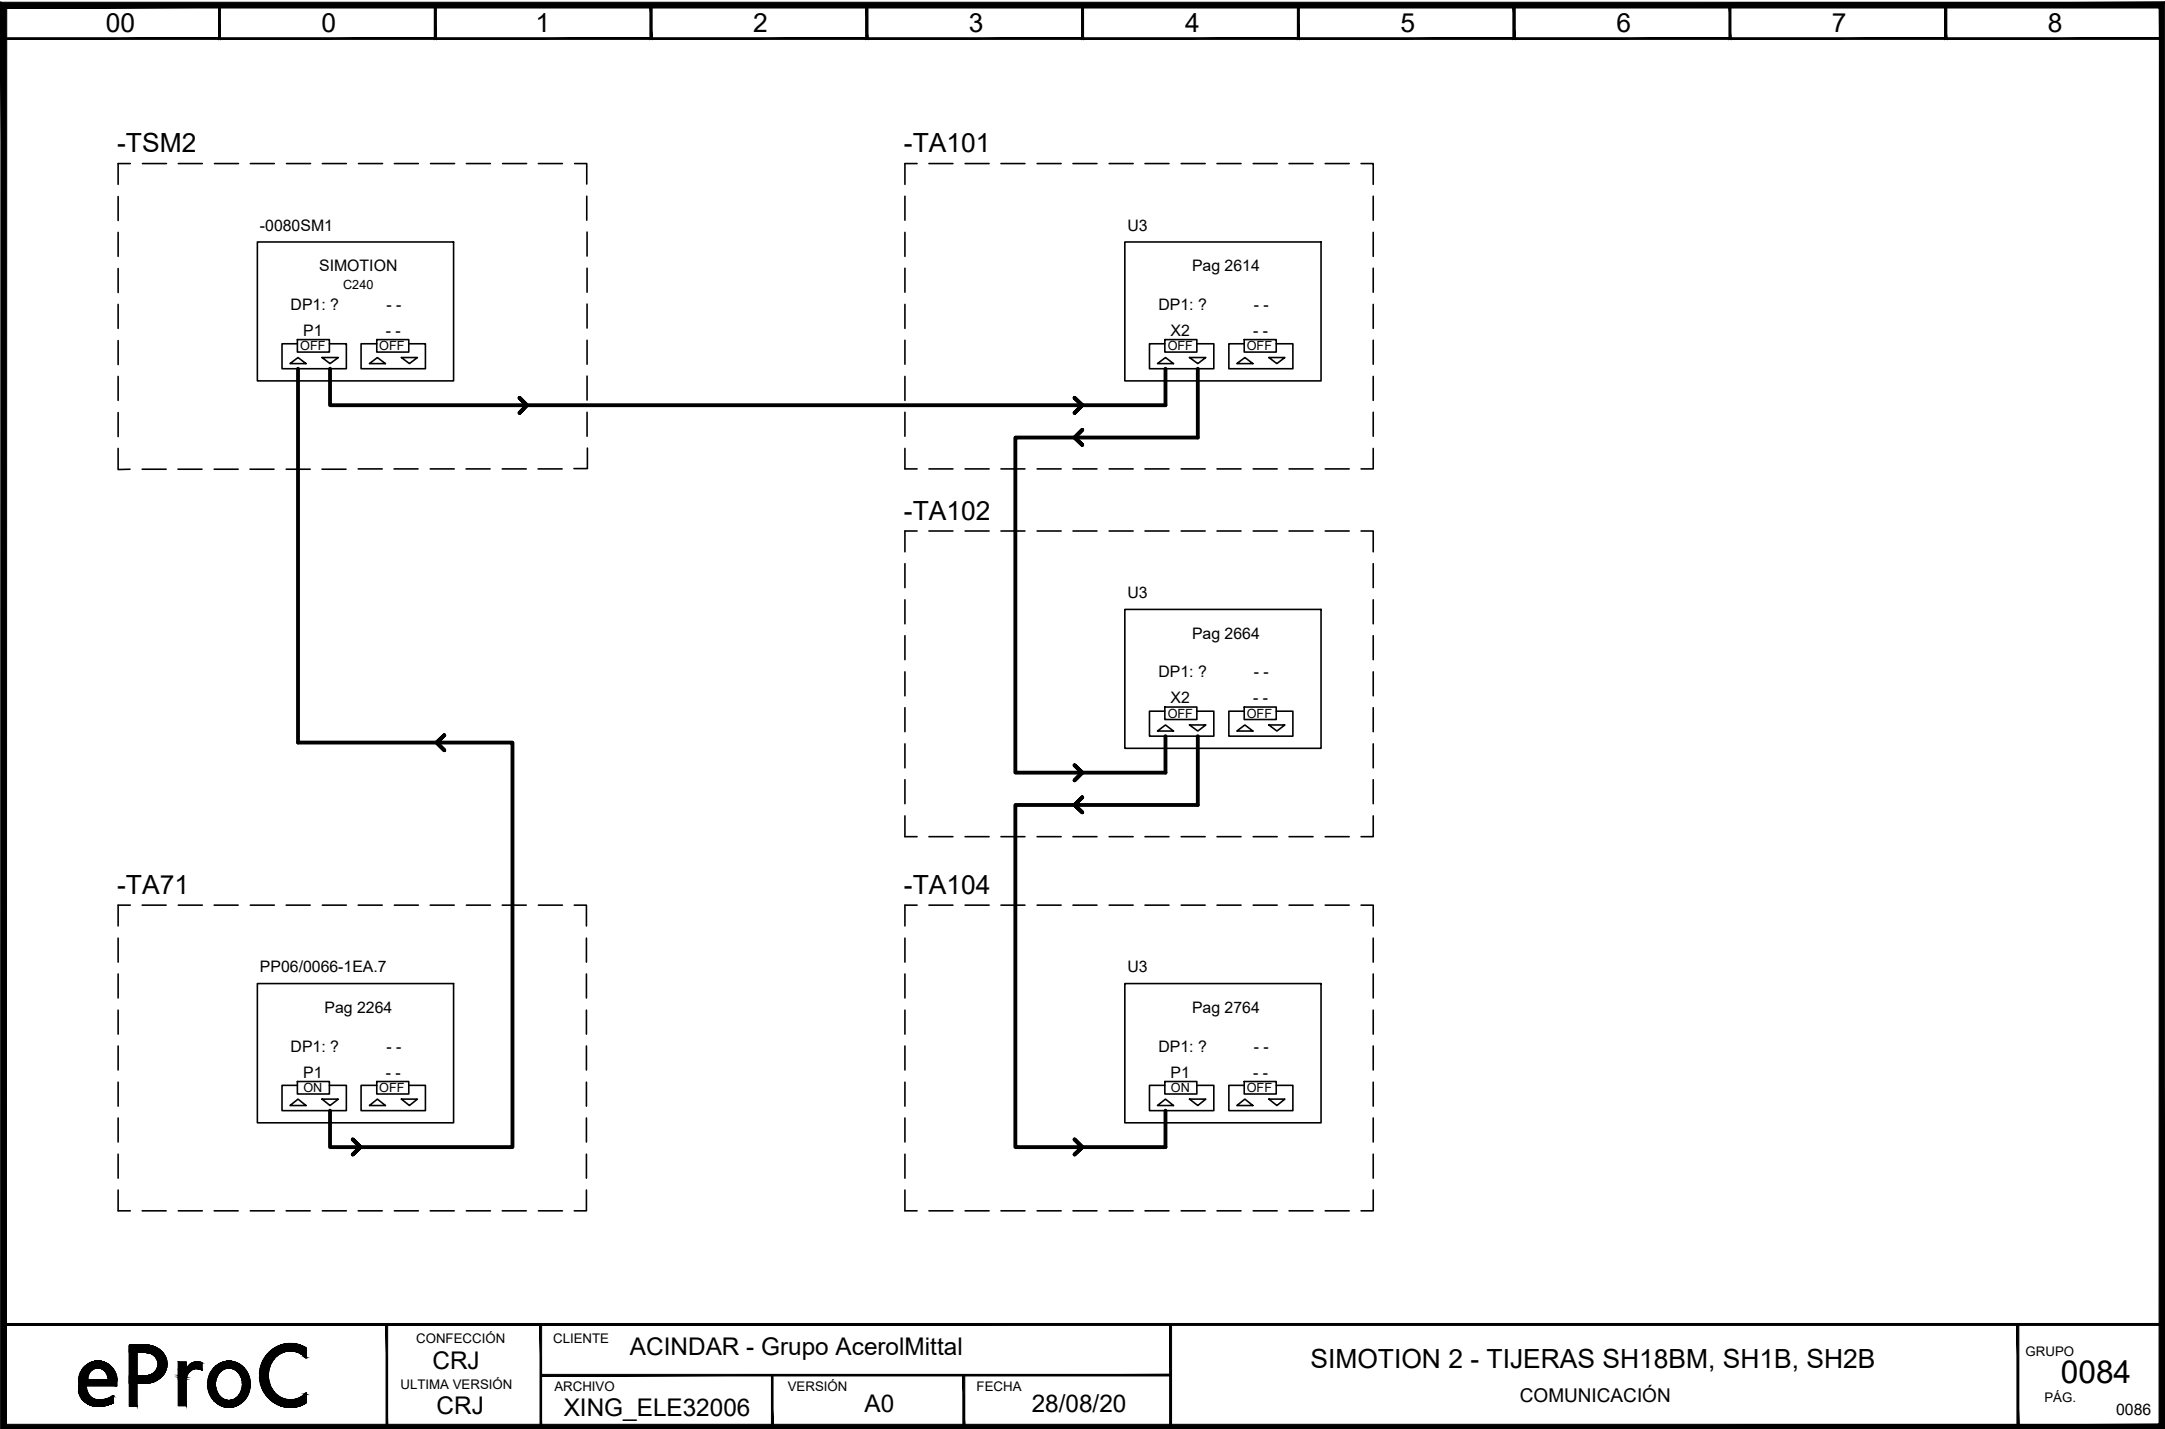 00 0 1 2 3 4 5 6 7 8
-TSM2
-0080SM1
SIMOTION
C240
DP1: ? - -
P1 - -
OFF OFF
-TA101
U3
Pag 2614
DP1: ? - -
X2 - -
OFF OFF
-TA102
U3
Pag 2664
DP1: ? - -
X2 - -
OFF OFF
-TA71
PP06/0066-1EA.7
Pag 2264
DP1: ? - -
P1 - -
ON OFF
-TA104
U3
Pag 2764
DP1: ? - -
P1 - -
ON OFF
eProC
CONFECCIÓN
CRJ
ULTIMA VERSIÓN
CRJ
CLIENTE ACINDAR - Grupo AcerolMittal
ARCHIVO
XING_ELE32006
VERSIÓN
A0
FECHA
28/08/20
SIMOTION 2 - TIJERAS SH18BM, SH1B, SH2B
COMUNICACIÓN
GRUPO
0084
PÁG.
0086